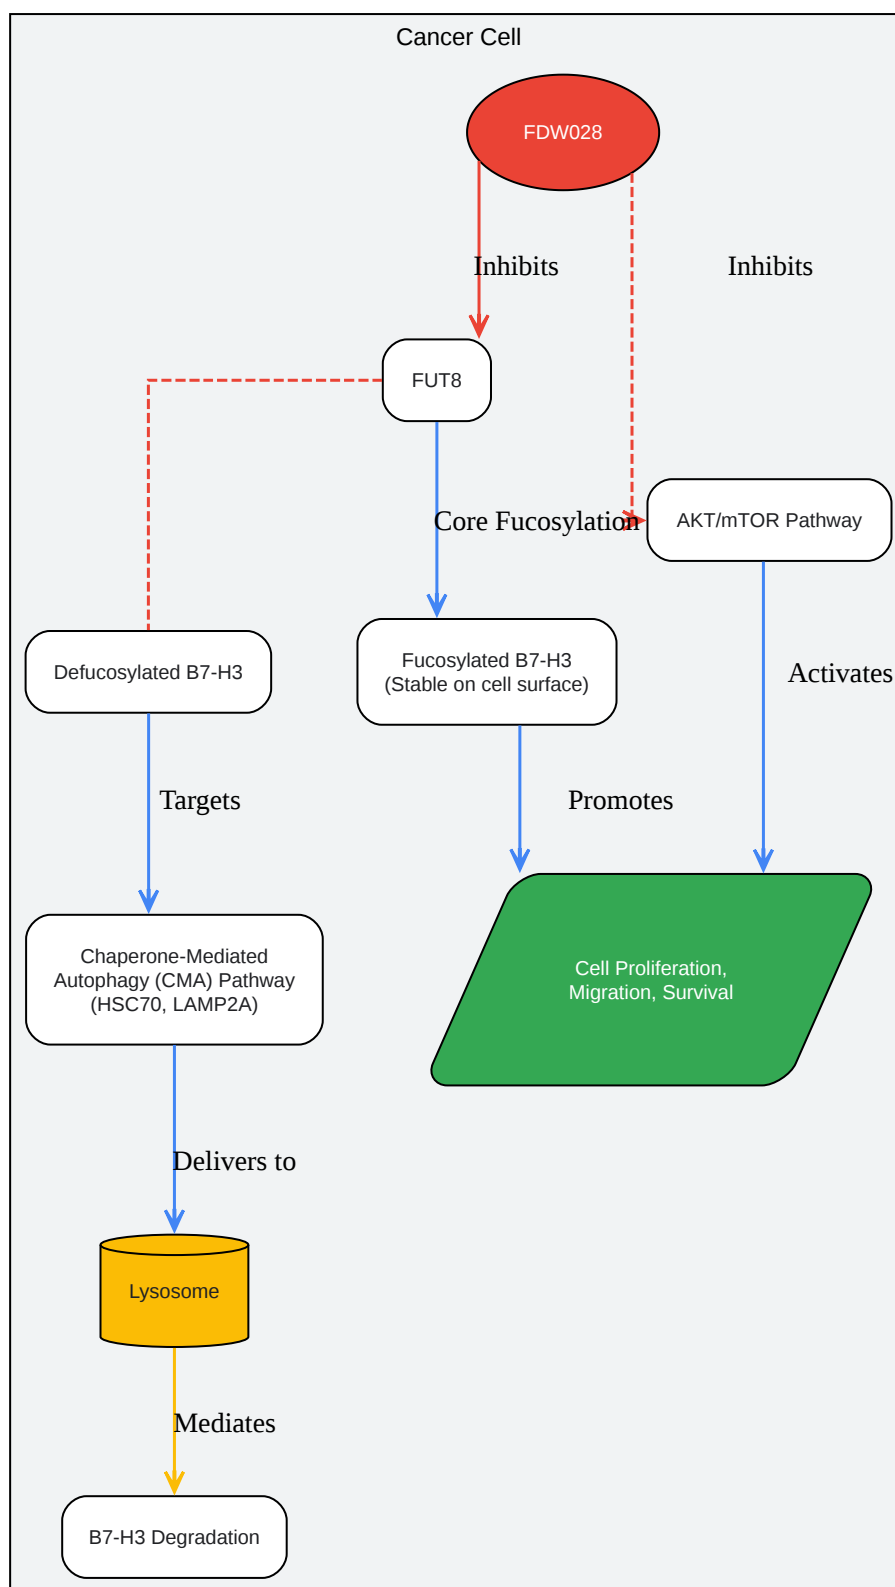 Cancer Cell
FDW028
Inhibits
Inhibits
FUT8
Core Fucosylation
AKT/mTOR Pathway
Defucosylated B7-H3
Fucosylated B7-H3
(Stable on cell surface)
Activates
Targets
Promotes
Chaperone-Mediated
Autophagy (CMA) Pathway
(HSC70, LAMP2A)
Cell Proliferation,
Migration, Survival
Delivers to
Lysosome
Mediates
B7-H3 Degradation